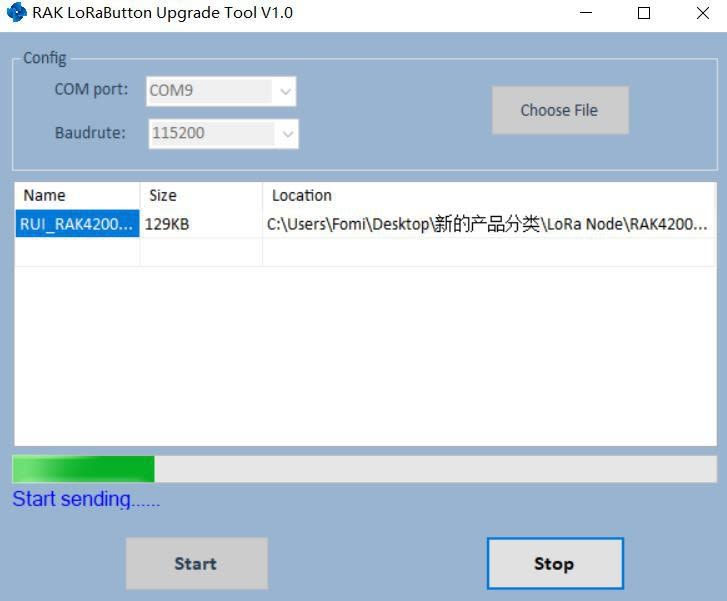 RAK LoRaButton Upgrade Tool V1.0
Config
COM port: COM9
Baudrute: 115200
Choose File
Name Size Location
RUI_RAK4200... 129KB C:\Users\Fomi\Desktop\新的产品分类\LoRa Node\RAK4200...
Start sending......
Start Stop